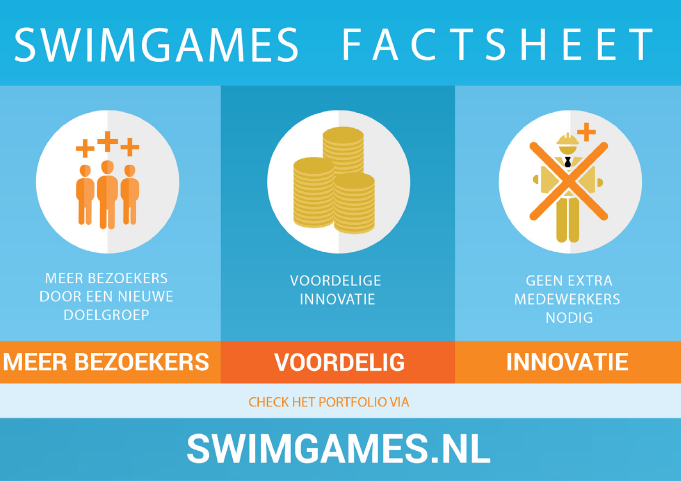 SWIMGAMES FACTSHEET
MEER BEZOEKERS
DOOR EEN NIEUWE
DOELGROEP
VOORDELIGE
INNOVATIE
GEEN EXTRA
MEDEWERKERS
NODIG
MEER BEZOEKERS
VOORDELIG
INNOVATIE
CHECK HET PORTFOLIO VIA
SWIMGAMES.NL